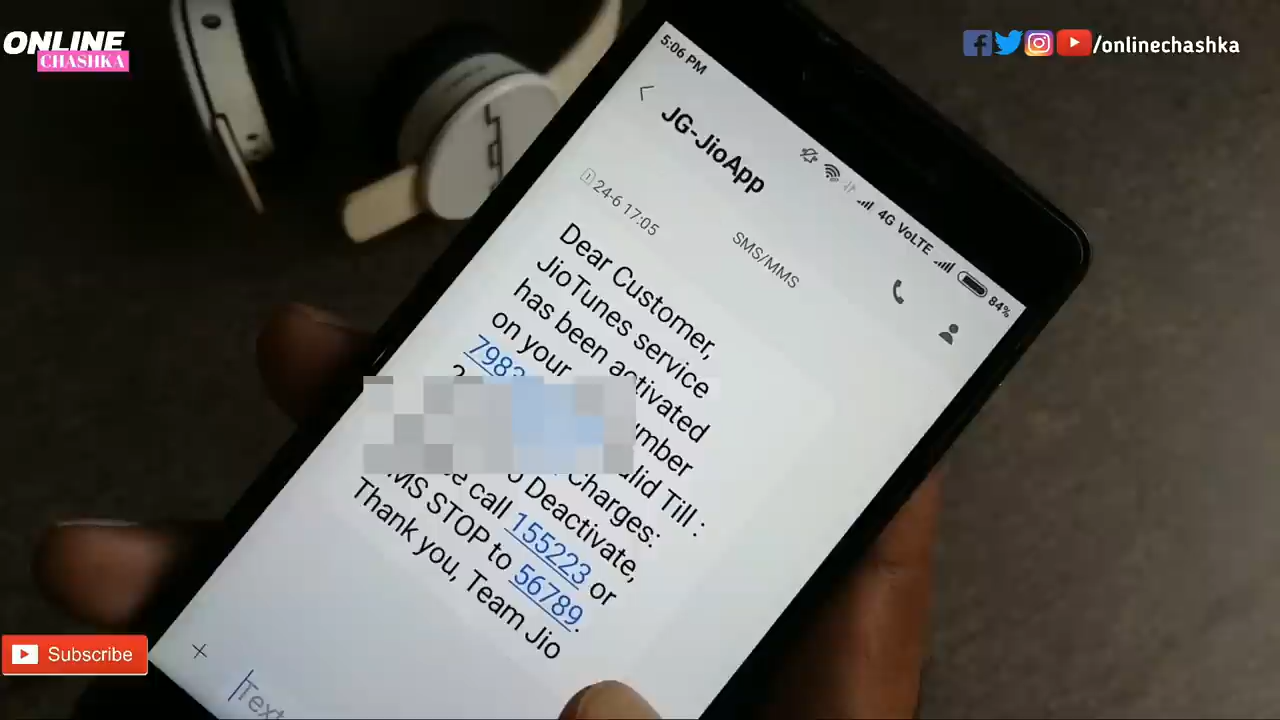 ONLINE
CHASHKA
/onlinechashka
5:06 PM
4G VoLTE
84%
JG-JioApp
24-6 17:05
SMS/MMS
Dear Customer,
JioTunes service
has been activated
on your
Till :
Charges:
Deactivate,
call 155223 or
STOP to 56789.
Thank you, Team Jio
Subscribe